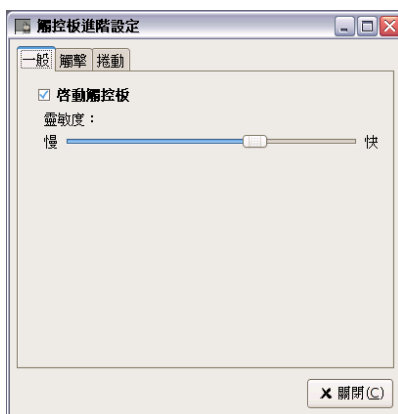 觸控板進階設定
一般 觸擊 捲動
啓動觸控板
靈敏度：
慢 快
關閉(C)